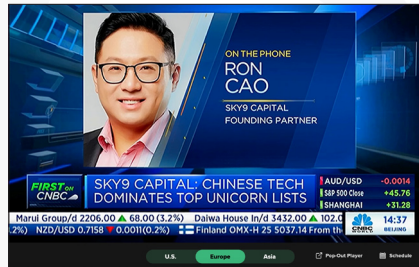 ON THE PHONE
RON
CAO
SKY9 CAPITAL
FOUNDING PARTNER
FIRST ON
CNBC
SKY9 CAPITAL: CHINESE TECH
DOMINATES TOP UNICORN LISTS
AUD/USD -0.0014
S&P 500 Close +45.76
SHANGHAI +31.28
Marui Group/d 2206.00 ▲ 68.00 (3.2%) Daiwa House In/d 3432.00 ▲ 102.0
.2%) NZD/USD 0.7158 ▼ 0.0011(0.2%) Finland OMX-H 25 5037.14 From th
CNBC
WORLD
14:37
BEIJING
U.S. Europe Asia Pop-Out Player Schedule